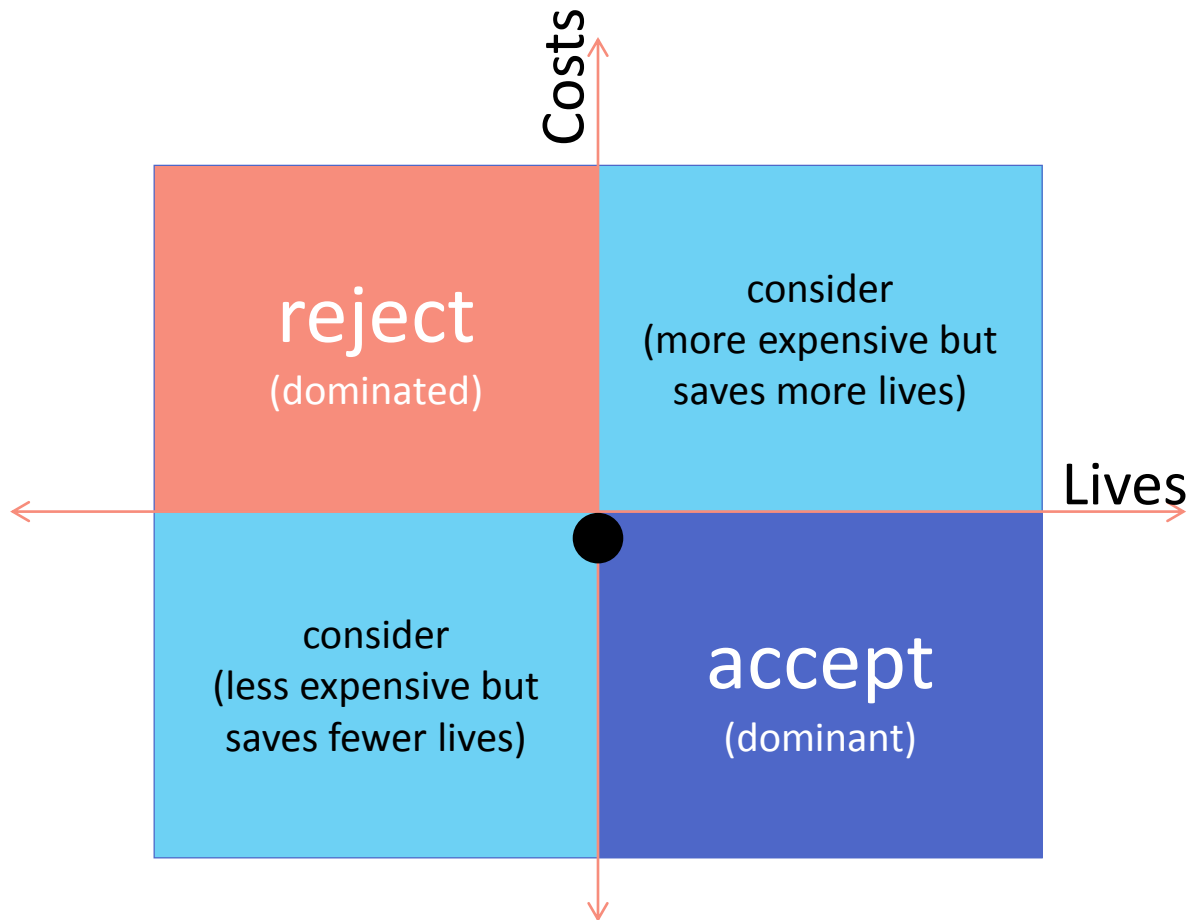 Costs
reject
(dominated)
consider
(more expensive but
saves more lives)
Lives
consider
(less expensive but
saves fewer lives)
accept
(dominant)